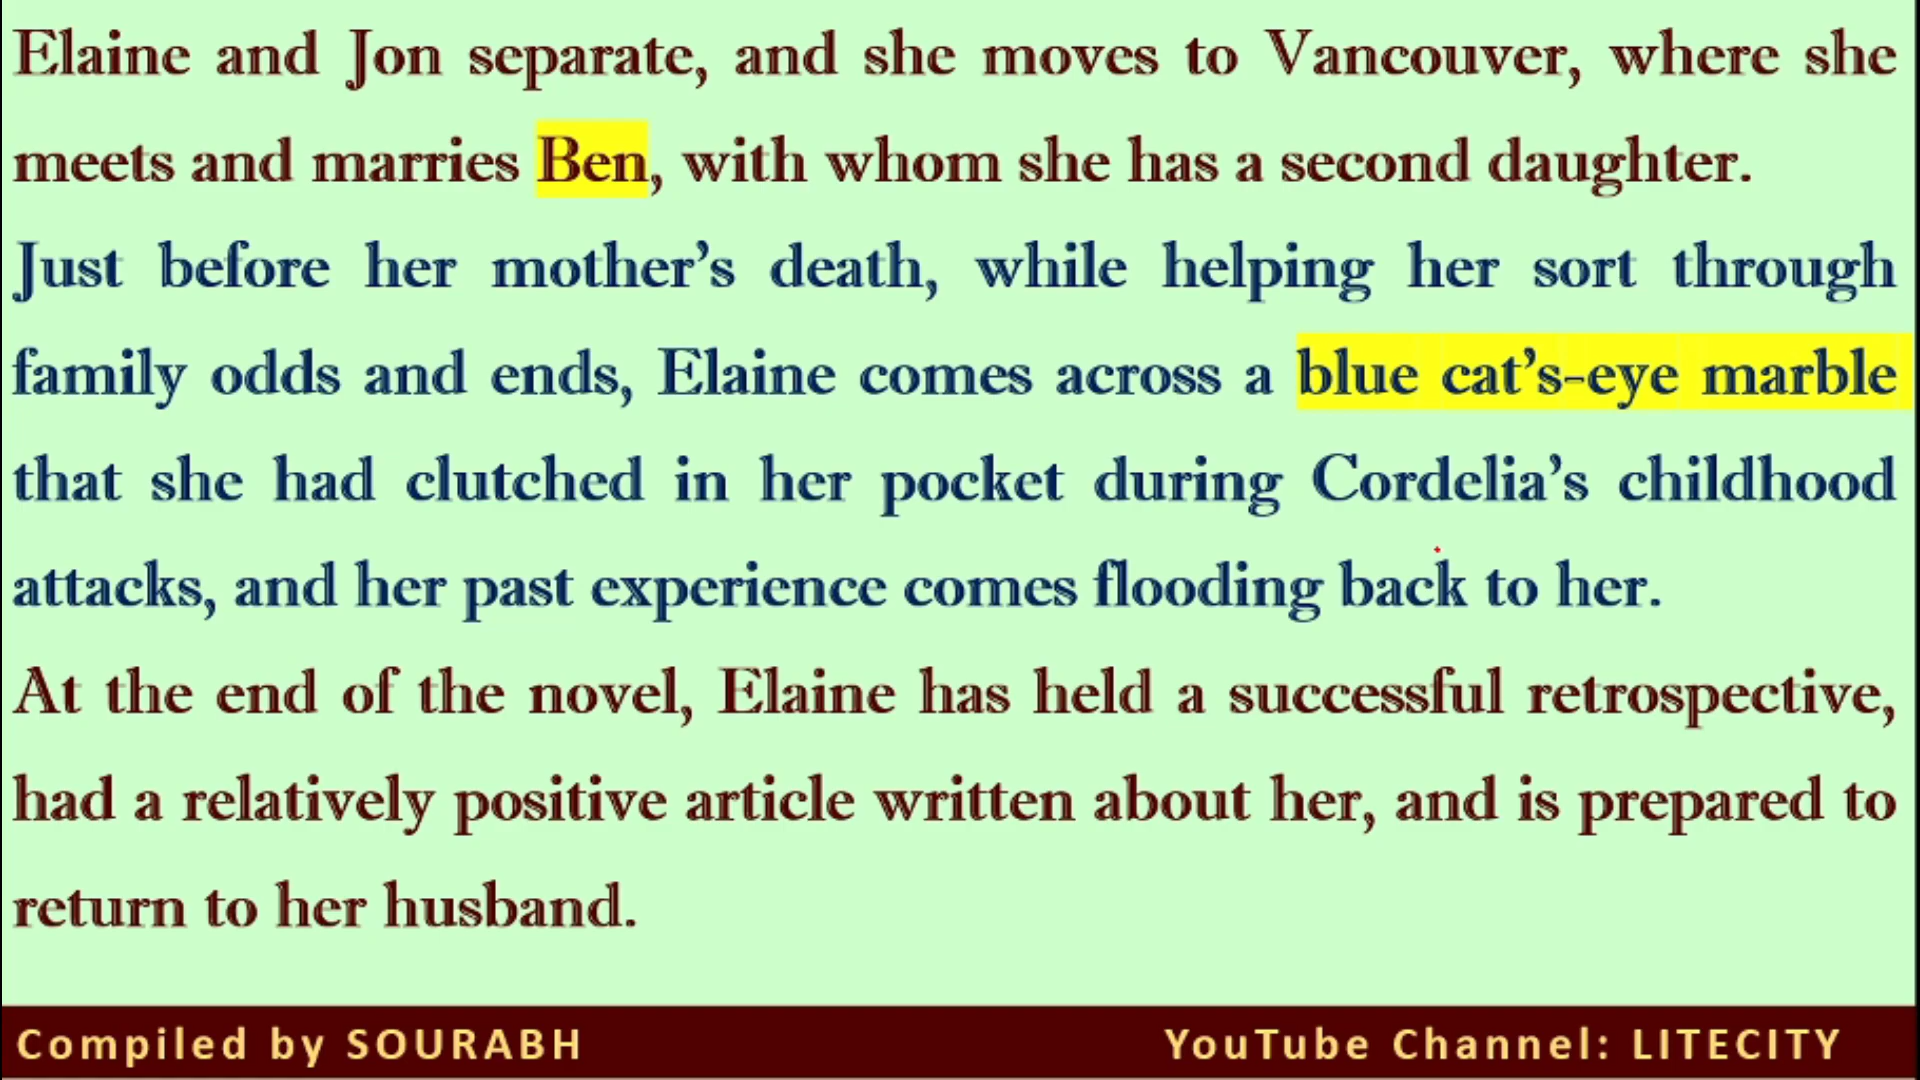 Elaine and Jon separate, and she moves to Vancouver, where she
meets and marries Ben, with whom she has a second daughter.
Just before her mother’s death, while helping her sort through
family odds and ends, Elaine comes across a blue cat’s-eye marble
that she had clutched in her pocket during Cordelia’s childhood
attacks, and her past experience comes flooding back to her.
At the end of the novel, Elaine has held a successful retrospective,
had a relatively positive article written about her, and is prepared to
return to her husband.
Compiled by SOURABH
YouTube Channel: LITECITY